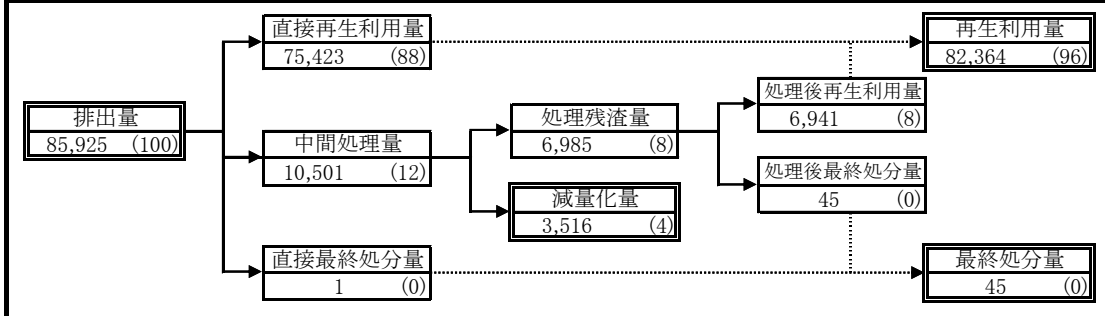 直接再生利用量
75,423 (88)
再生利用量
82,364 (96)
処理後再生利用量
6,941 (8)
排出量
85,925 (100)
処理残渣量
6,985 (8)
中間処理量
10,501 (12)
処理後最終処分量
45 (0)
減量化量
3,516 (4)
直接最終処分量
1 (0)
最終処分量
45 (0)